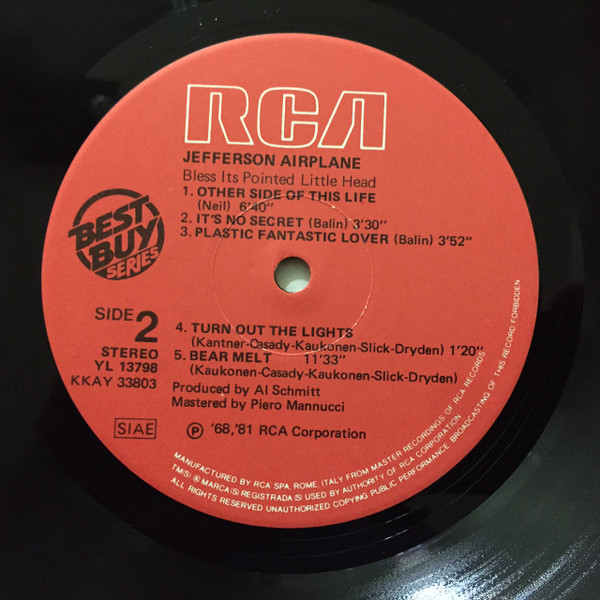 RCA
JEFFERSON AIRPLANE
Bless Its Pointed Little Head
1. OTHER SIDE OF THIS LIFE
(Neil) 6'40"
2. IT'S NO SECRET (Balin) 3'30"
3. PLASTIC FANTASTIC LOVER (Balin) 3'52"
BEST
BUY
SERIES
SIDE 2
STEREO
YL 13798
KKAY 33803
4. TURN OUT THE LIGHTS
(Kantner-Casady-Kaukonen-Slick-Dryden) 1'20"
5. BEAR MELT 11'33"
(Kaukonen-Casady-Kaukonen-Slick-Dryden)
Produced by Al Schmitt
Mastered by Piero Mannucci
SIAE
Ⓟ '68,'81 RCA Corporation
MANUFACTURED BY RCA SPA, ROME, ITALY FROM MASTER RECORDINGS OF RCA RECORDS
TM(S) ® MARCA(S) REGISTRADA(S) USED BY AUTHORITY OF RCA CORPORATION
ALL RIGHTS RESERVED UNAUTHORIZED COPYING PUBLIC PERFORMANCE BROADCASTING OF THIS RECORD FORBIDDEN